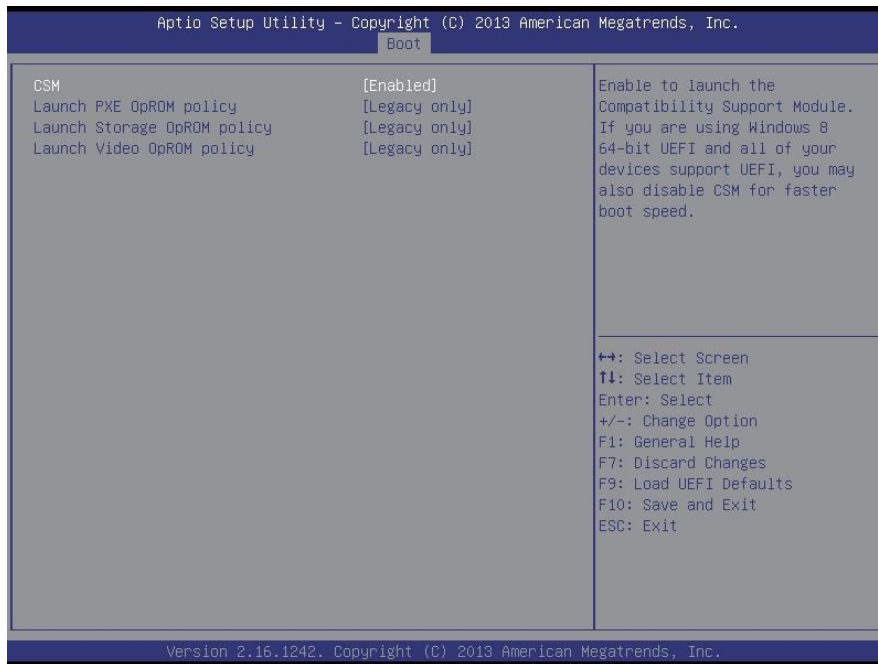 Aptio Setup Utility – Copyright (C) 2013 American Megatrends, Inc.
Boot
CSM [Enabled]
Launch PXE OpROM policy [Legacy only]
Launch Storage OpROM policy [Legacy only]
Launch Video OpROM policy [Legacy only]
Enable to launch the
Compatibility Support Module.
If you are using Windows 8
64-bit UEFI and all of your
devices support UEFI, you may
also disable CSM for faster
boot speed.
↔: Select Screen
↑↓: Select Item
Enter: Select
+/-: Change Option
F1: General Help
F7: Discard Changes
F9: Load UEFI Defaults
F10: Save and Exit
ESC: Exit
Version 2.16.1242. Copyright (C) 2013 American Megatrends, Inc.